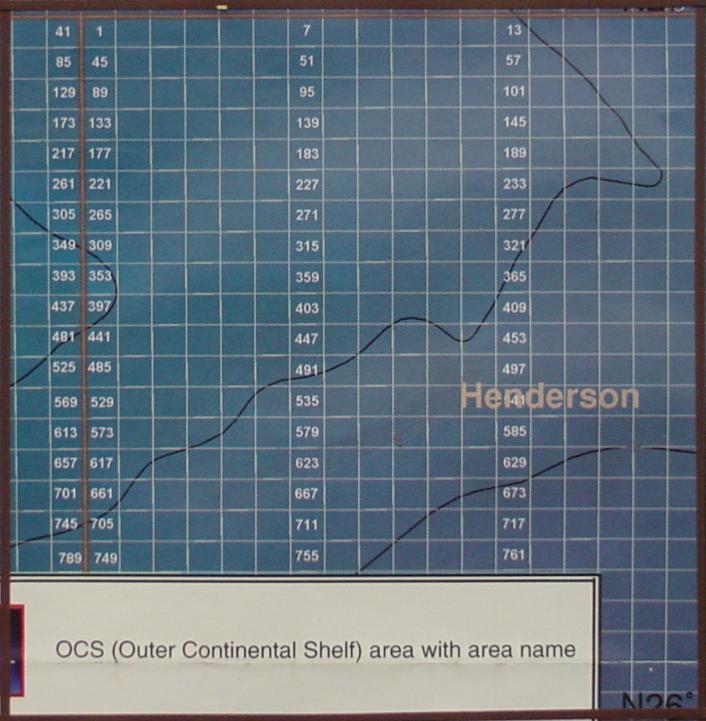 41 1 7 13
85 45 51 57
129 89 95 101
173 133 139 145
217 177 183 189
261 221 227 233
305 265 271 277
349 309 315 321
393 353 359 365
437 397 403 409
481 441 447 453
525 485 491 497
569 529 535 Henderson
613 573 579 585
657 617 623 629
701 661 667 673
745 705 711 717
789 749 755 761
OCS (Outer Continental Shelf) area with area name
N26°